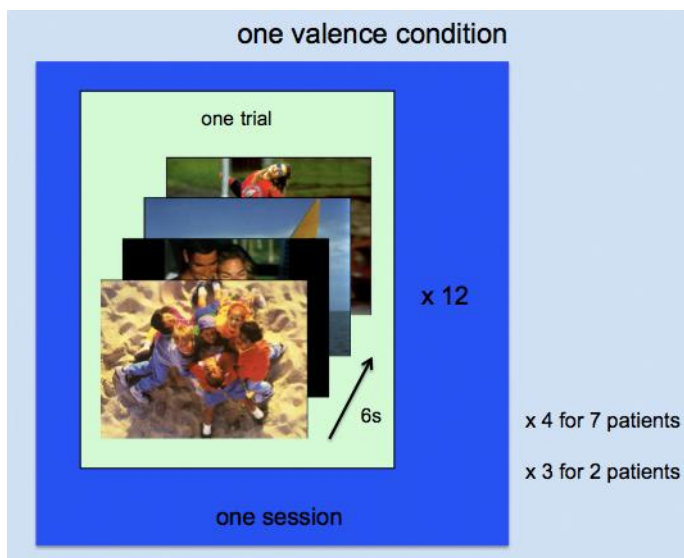 one valence condition
one trial
x 12
6s
x 4 for 7 patients
x 3 for 2 patients
one session